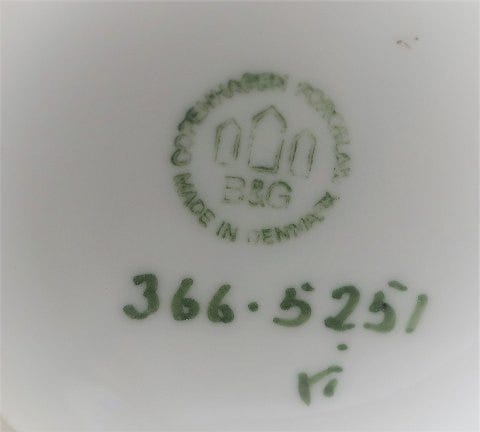 COPENHAGEN PORCELAIN
B&G
MADE IN DENMARK
366·5251